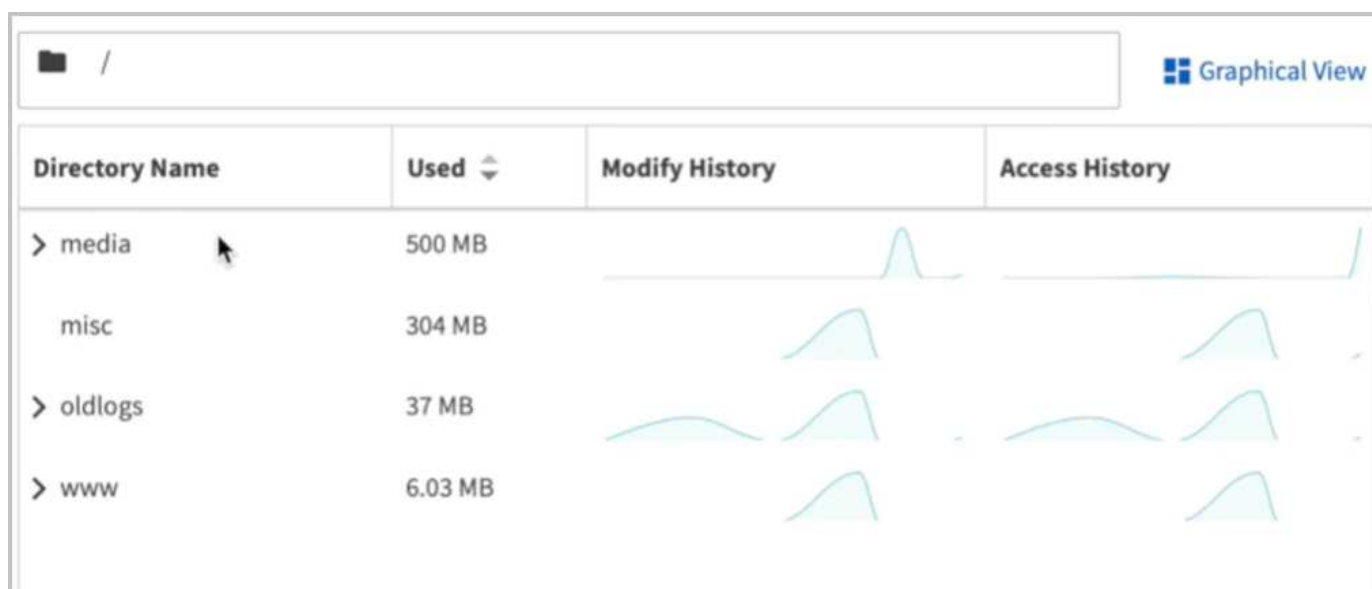 /
Graphical View
Directory Name Used Modify History Access History
media 500 MB
misc 304 MB
oldlogs 37 MB
www 6.03 MB